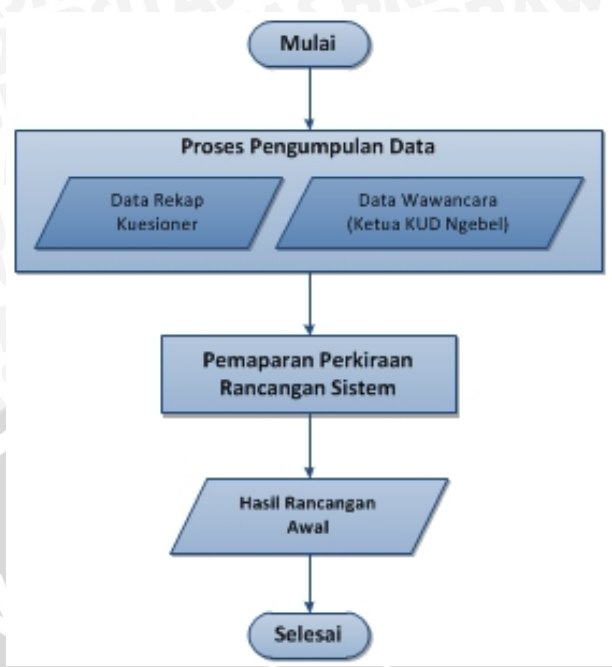 Mulai
Proses Pengumpulan Data
Data Rekap
Kuesioner
Data Wawancara
(Ketua KUD Ngebel)
Pemaparan Perkiraan
Rancangan Sistem
Hasil Rancangan
Awal
Selesai